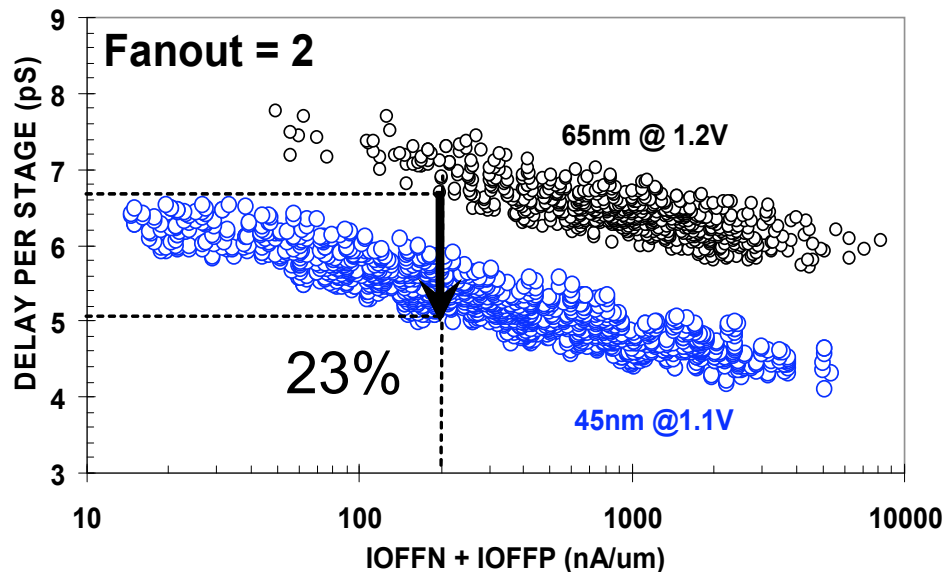 9
Fanout = 2
8
65nm @ 1.2V
7
6
5
23%
4
45nm @1.1V
3
10
100
1000
10000
DELAY PER STAGE (pS)
IOFFN + IOFFP (nA/um)